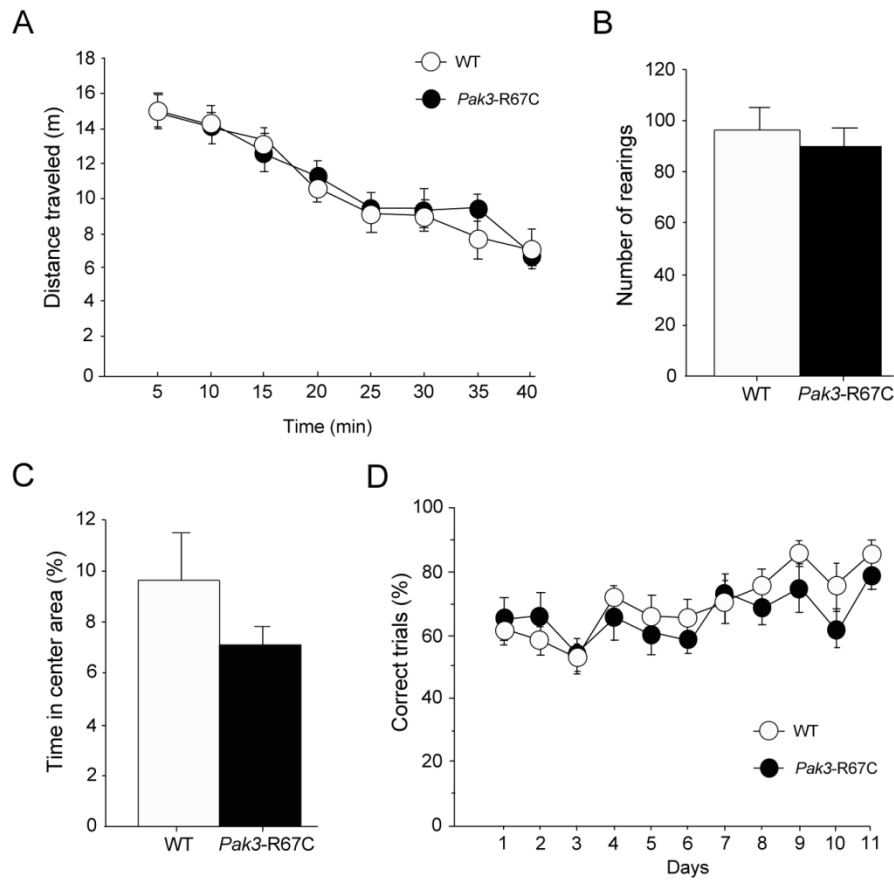 A
WT
Pak3-R67C
Distance traveled (m)
18
16
14
12
10
8
6
4
2
0
5 10 15 20 25 30 35 40
Time (min)
B
Number of rearings
120
100
80
60
40
20
0
WT Pak3-R67C
C
Time in center area (%)
12
10
8
6
4
2
0
WT Pak3-R67C
D
Correct trials (%)
100
80
60
40
20
0
WT
Pak3-R67C
1 2 3 4 5 6 7 8 9 10 11
Days